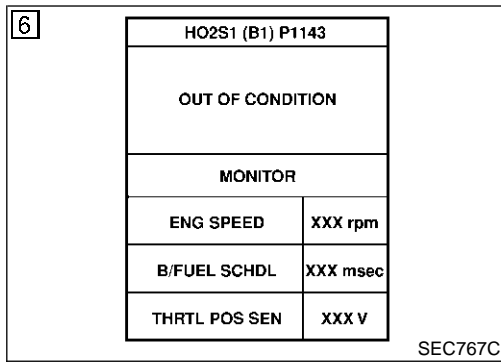 6
HO2S1 (B1) P1143
OUT OF CONDITION
MONITOR
ENG SPEED XXX rpm
B/FUEL SCHDL XXX msec
THRTL POS SEN XXX V
SEC767C